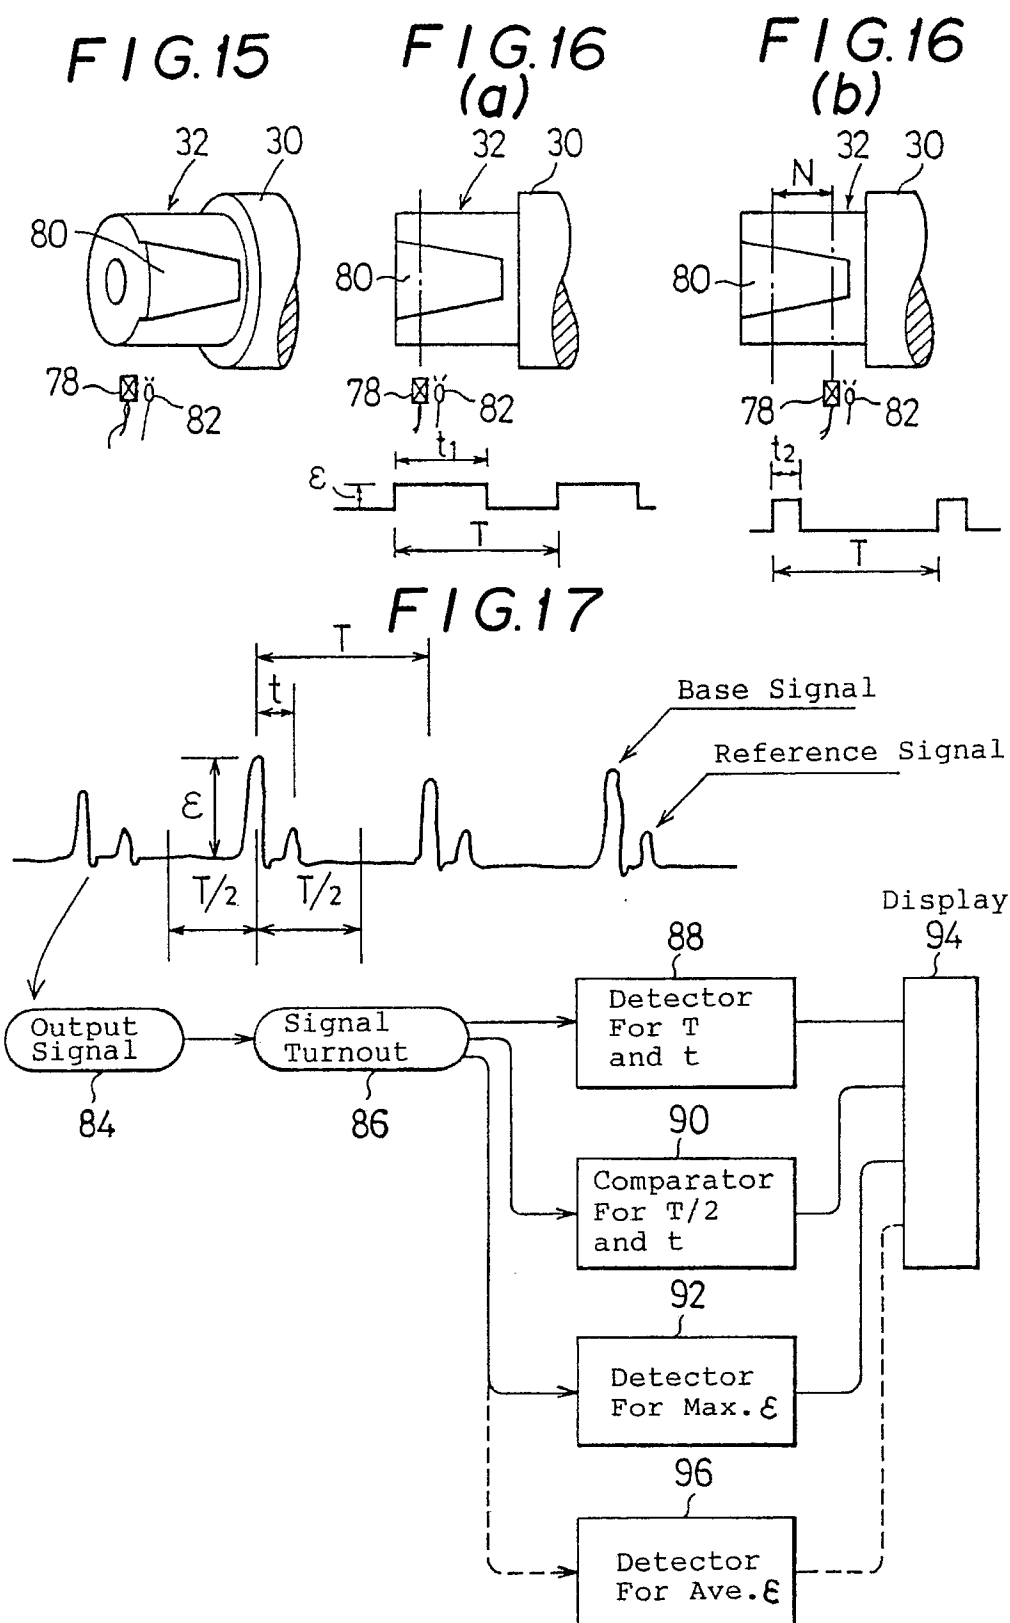 FIG.15
FIG.16
(a)
FIG.16
(b)
32
30
80
78
82
32
30
80
78
82
t1
ε
T
N
32
30
80
78
82
t2
T
FIG.17
T
t
ε
T/2
T/2
Base Signal
Reference Signal
Output
Signal
84
Signal
Turnout
86
88
Detector
For T
and t
90
Comparator
For T/2
and t
92
Detector
For Max.ε
96
Detector
For Ave.ε
Display
94